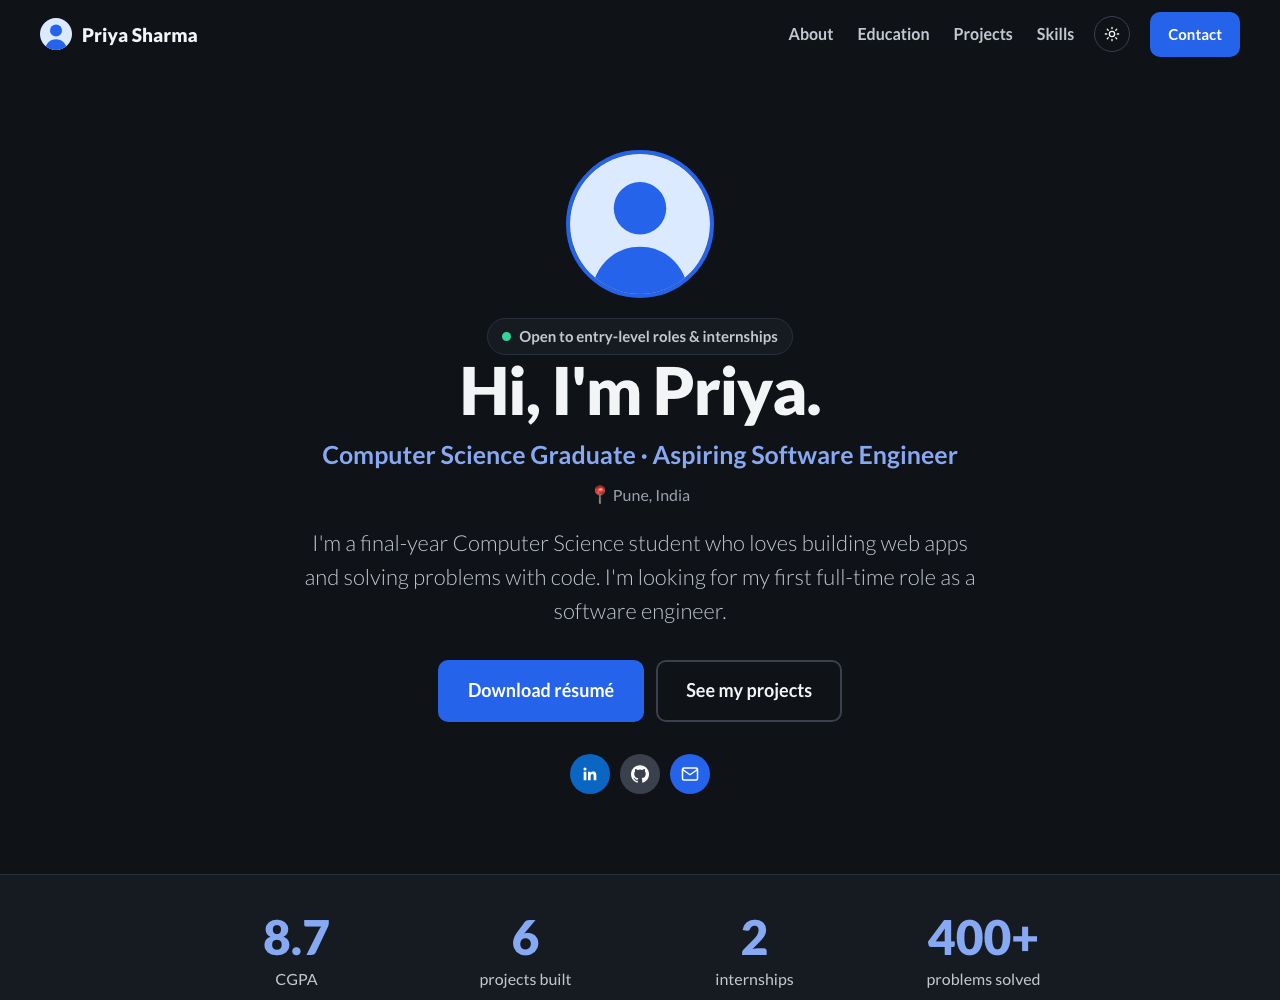 Priya Sharma
About
Education
Projects
Skills
Contact
Open to entry-level roles & internships
Hi, I'm Priya.
Computer Science Graduate · Aspiring Software Engineer
📍 Pune, India
I'm a final-year Computer Science student who loves building web apps
and solving problems with code. I'm looking for my first full-time role as a
software engineer.
Download résumé
See my projects
in
8.7
CGPA
6
projects built
2
internships
400+
problems solved